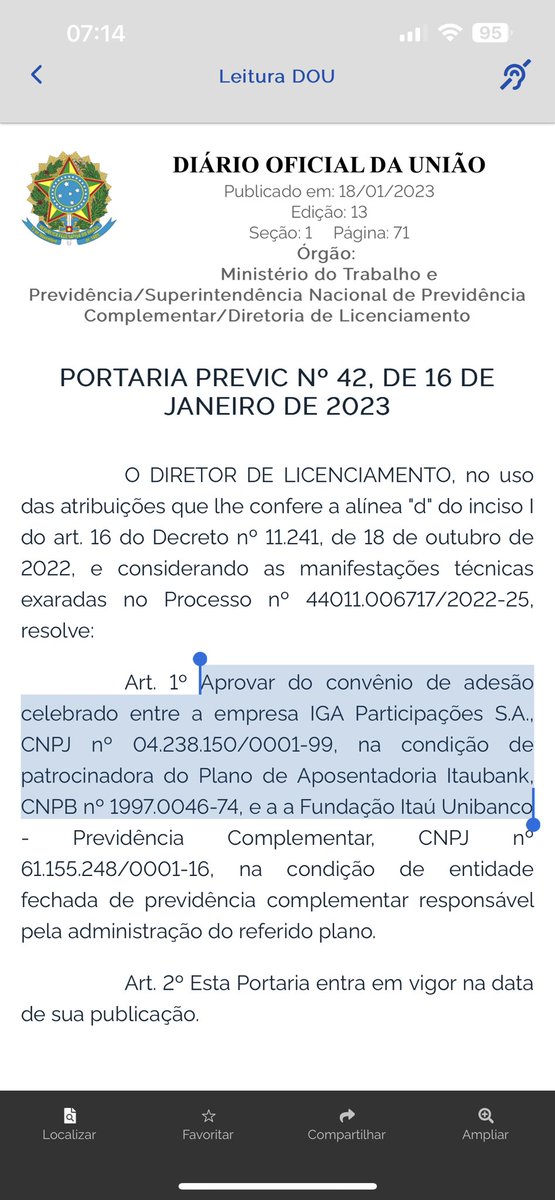 07:14
95
Leitura DOU
DIÁRIO OFICIAL DA UNIÃO
Publicado em: 18/01/2023
Edição: 13
Seção: 1 Página: 71
Órgão:
Ministério do Trabalho e
Previdência/Superintendência Nacional de Previdência
Complementar/Diretoria de Licenciamento
PORTARIA PREVIC Nº 42, DE 16 DE
JANEIRO DE 2023
O DIRETOR DE LICENCIAMENTO, no uso
das atribuições que lhe confere a alínea "d" do inciso I
do art. 16 do Decreto nº 11.241, de 18 de outubro de
2022, e considerando as manifestações técnicas
exaradas no Processo nº 44011.006717/2022-25,
resolve:
Art. 1º Aprovar do convênio de adesão
celebrado entre a empresa IGA Participações S.A.,
CNPJ nº 04.238.150/0001-99, na condição de
patrocinadora do Plano de Aposentadoria Itaubank,
CNPB nº 1997.0046-74, e a a Fundação Itaú Unibanco
- Previdência Complementar, CNPJ nº
61.155.248/0001-16, na condição de entidade
fechada de previdência complementar responsável
pela administração do referido plano.
Art. 2º Esta Portaria entra em vigor na data
de sua publicação.
Localizar Favoritar Compartilhar Ampliar